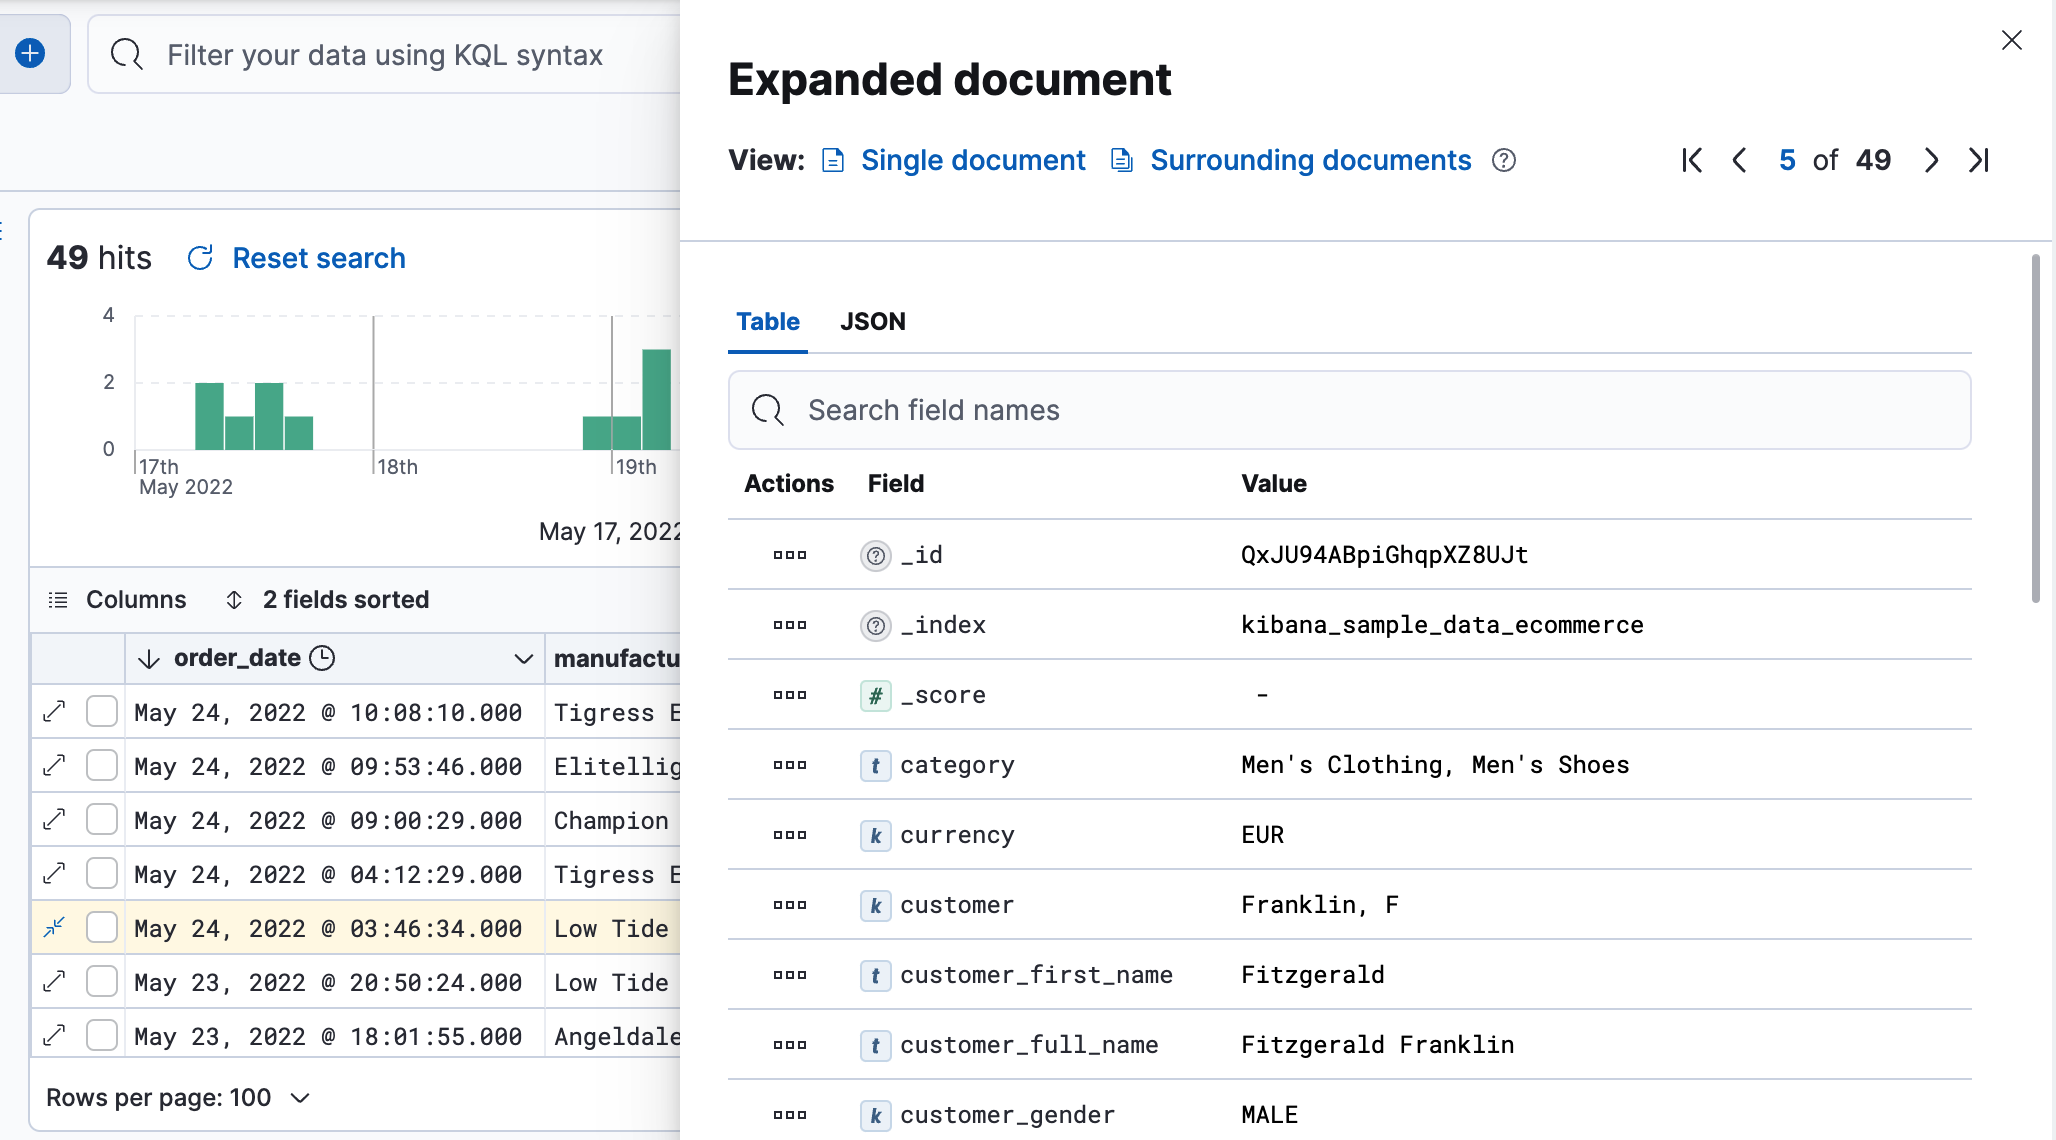 Filter your data using KQL syntax
49 hits
Reset search
4
2
0
17th
May 2022
18th
19th
May 17, 2022
Columns
2 fields sorted
order_date
manufactu
May 24, 2022 @ 10:08:10.000 Tigress E
May 24, 2022 @ 09:53:46.000 Elitellig
May 24, 2022 @ 09:00:29.000 Champion
May 24, 2022 @ 04:12:29.000 Tigress E
May 24, 2022 @ 03:46:34.000 Low Tide
May 23, 2022 @ 20:50:24.000 Low Tide
May 23, 2022 @ 18:01:55.000 Angeldale
Rows per page: 100
Expanded document
View: Single document Surrounding documents
5 of 49
Table JSON
Search field names
Actions Field Value
_id QxJU94ABpiGhqpXZ8UJt
_index kibana_sample_data_ecommerce
# _score -
t category Men's Clothing, Men's Shoes
k currency EUR
k customer Franklin, F
t customer_first_name Fitzgerald
t customer_full_name Fitzgerald Franklin
k customer_gender MALE